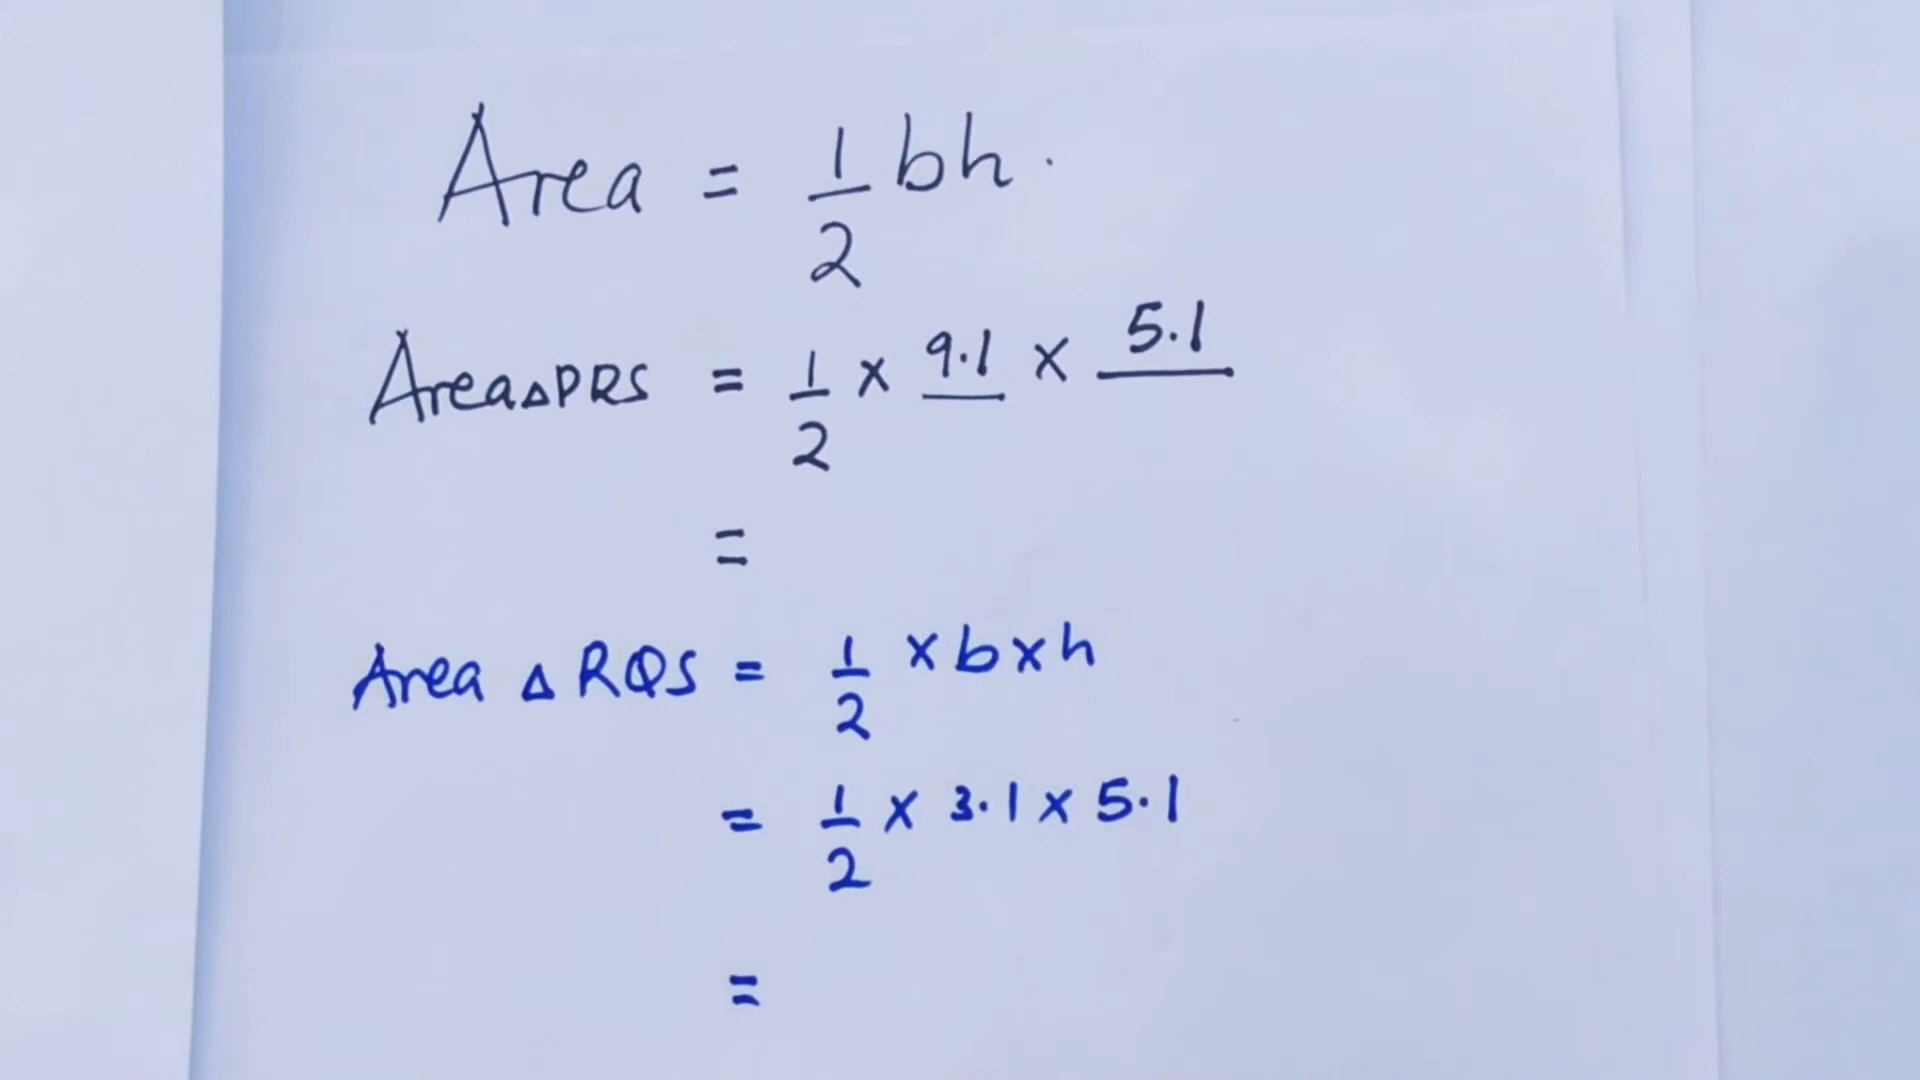 Area = 1/2 bh.
Area △PRS = 1/2 × 9.1 × 5.1
=
Area △ RQS = 1/2 × b × h
= 1/2 × 3.1 × 5.1
=